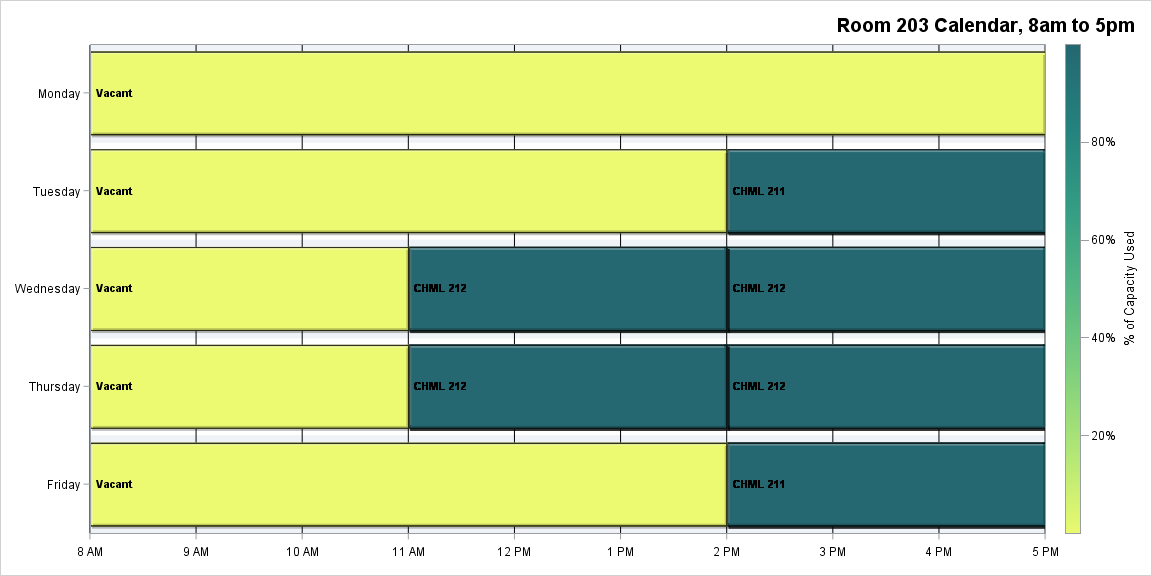 Room 203 Calendar, 8am to 5pm
Monday
Vacant
Tuesday
Vacant
CHML 211
Wednesday
Vacant
CHML 212
CHML 212
Thursday
Vacant
CHML 212
CHML 212
Friday
Vacant
CHML 211
8 AM
9 AM
10 AM
11 AM
12 PM
1 PM
2 PM
3 PM
4 PM
5 PM
80%
60%
40%
20%
% of Capacity Used